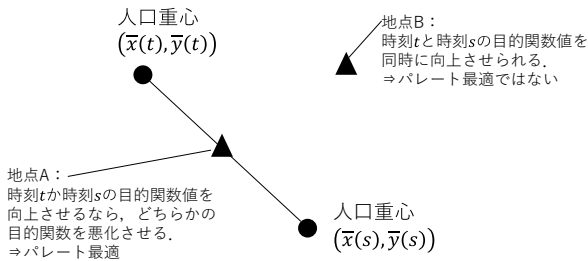 人口重心
(x̅(t), y̅(t))
地点B：
時刻tと時刻sの目的関数値を
同時に向上させられる．
⇒パレート最適ではない
地点A：
時刻tか時刻sの目的関数値を
向上させるなら，どちらかの
目的関数を悪化させる．
⇒パレート最適
人口重心
(x̅(s), y̅(s))